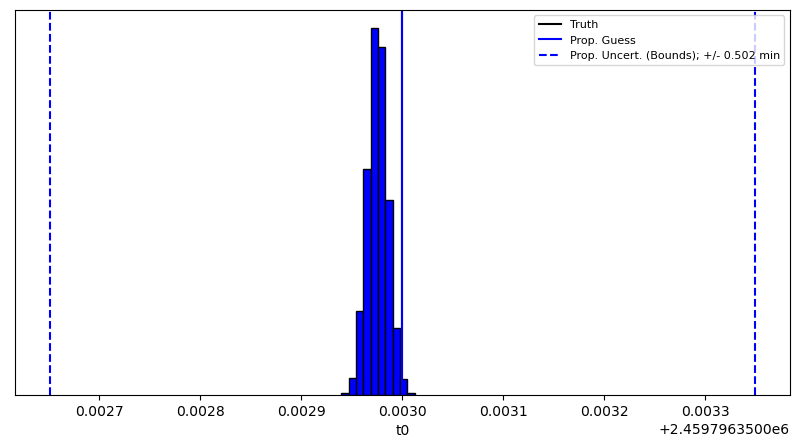 Truth
Prop. Guess
Prop. Uncert. (Bounds); +/- 0.502 min
0.0027 0.0028 0.0029 0.0030 0.0031 0.0032 0.0033
t0
+2.4597963500e6